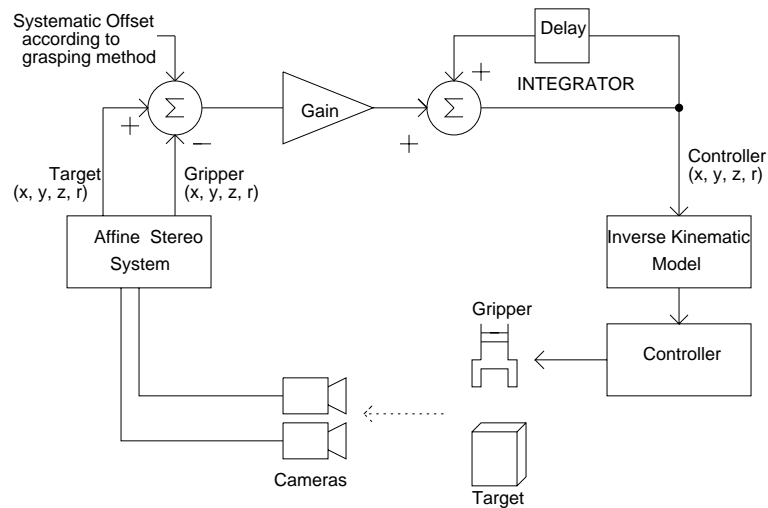 Systematic Offset
according to
grasping method
Delay
Σ
+
−
Gain
+
+
Σ
INTEGRATOR
Target
(x, y, z, r)
Gripper
(x, y, z, r)
Controller
(x, y, z, r)
Affine Stereo
System
Inverse Kinematic
Model
Gripper
Controller
Cameras
Target